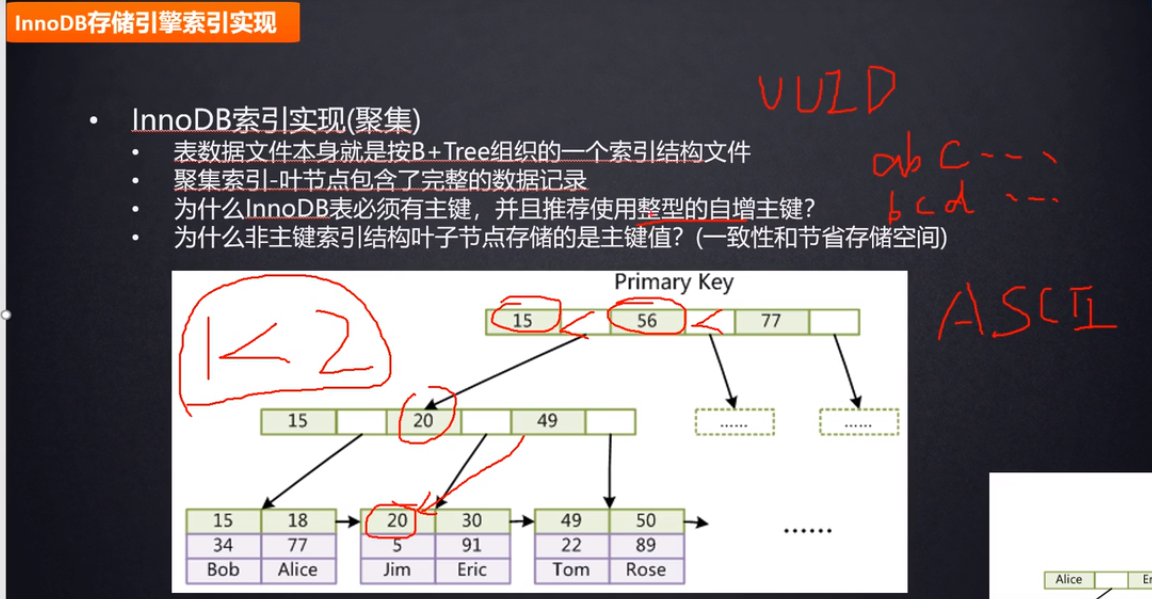 InnoDB存储引擎索引实现
UUID
• InnoDB索引实现(聚集)
• 表数据文件本身就是按B+Tree组织的一个索引结构文件
abc---、
• 聚集索引-叶节点包含了完整的数据记录
• 为什么InnoDB表必须有主键，并且推荐使用整型的自增主键？
bcd ---
• 为什么非主键索引结构叶子节点存储的是主键值？(一致性和节省存储空间)
Primary Key
15 < 56 < 77
ASCII
1<2
15 20 49 ...... ......
15 18 20 30 49 50 ......
34 77 5 91 22 89
Bob Alice Jim Eric Tom Rose
Alice